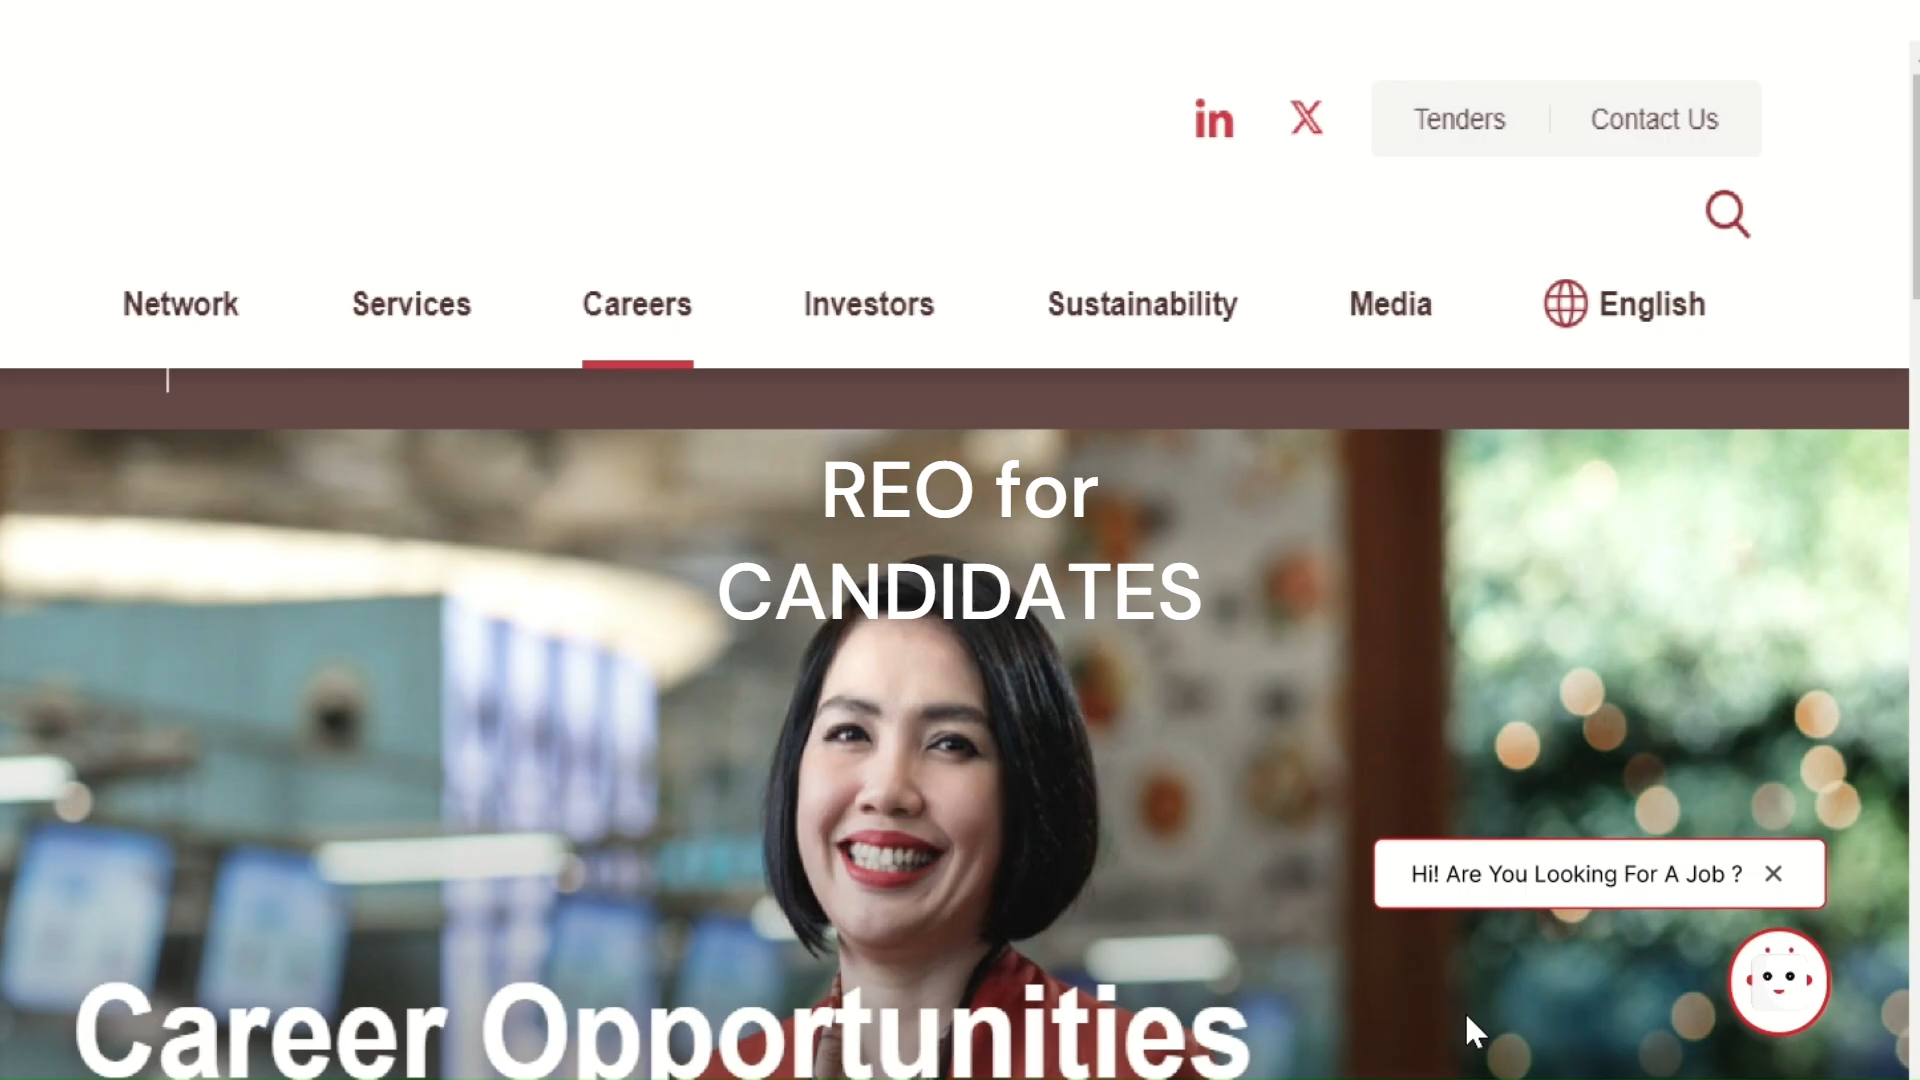 in X Tenders Contact Us
Network Services Careers Investors Sustainability Media English
REO for
CANDIDATES
Hi! Are You Looking For A Job ?
Career Opportunities